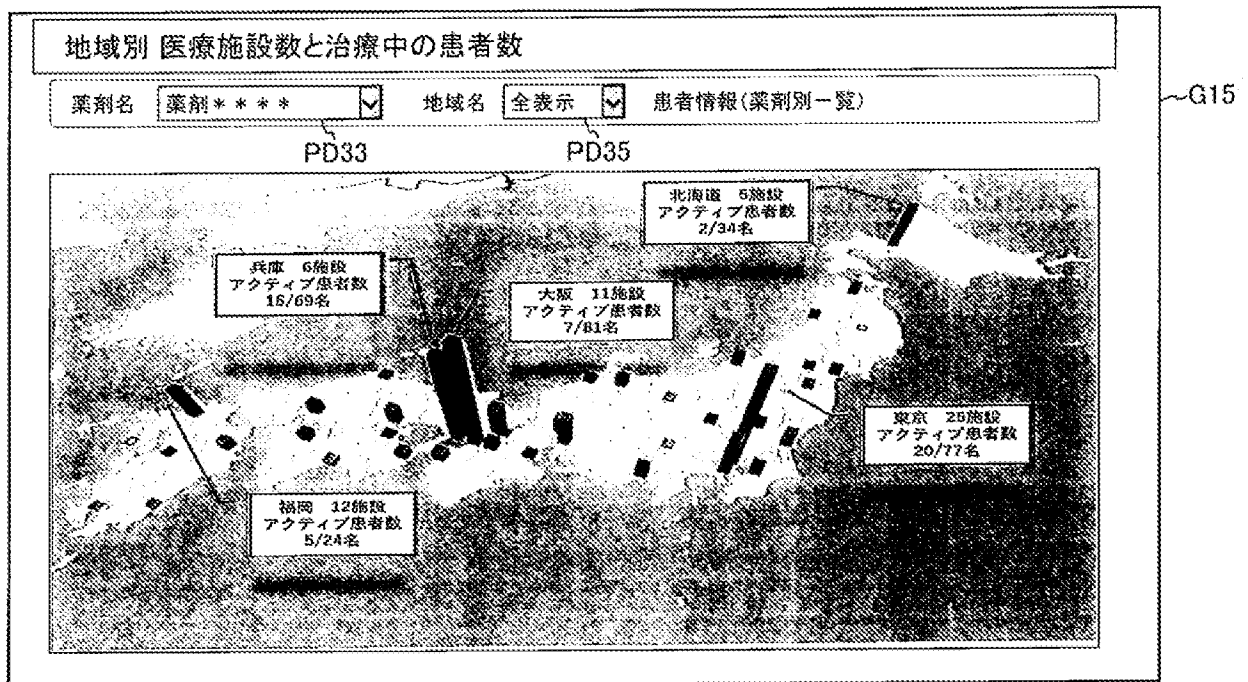 地域別 医療施設数と治療中の患者数
薬剤名 薬剤**** 地域名 全表示 患者情報(薬剤別一覧)
G15
PD33 PD35
北海道 5施設
アクティブ患者数
2/34名
兵庫 6施設
アクティブ患者数
16/69名
大阪 11施設
アクティブ患者数
7/81名
東京 25施設
アクティブ患者数
20/77名
福岡 12施設
アクティブ患者数
5/24名